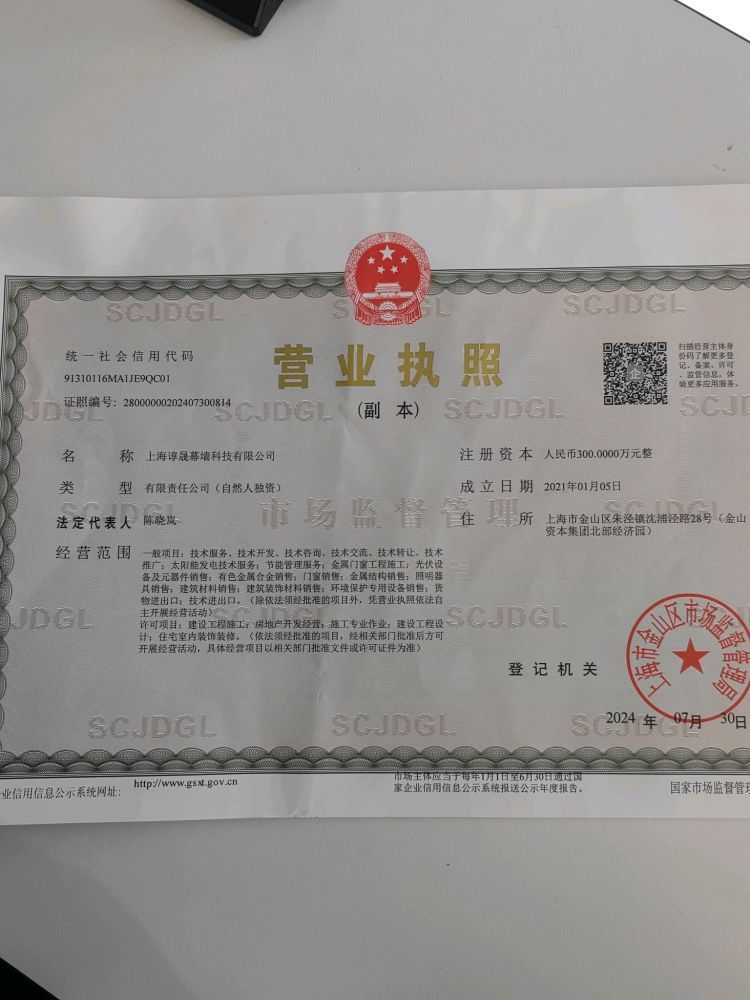 统一社会信用代码
91310116MA1JE9QC01
证照编号：28000000202407300814
营业执照
（副 本）
扫描经营主体身
份码了解更多登
记、备案、许可
、监管信息，体
验更多应用服务。
名 称 上海谆晟幕墙科技有限公司
类 型 有限责任公司（自然人独资）
法定代表人 陈晓岚
经营范围 一般项目：技术服务、技术开发、技术咨询、技术交流、技术转让、技术
推广；太阳能发电技术服务；节能管理服务；金属门窗工程施工；光伏设
备及元器件销售；有色金属合金销售；门窗销售；金属结构销售；照明器
具销售；建筑材料销售；建筑装饰材料销售；环境保护专用设备销售；货
物进出口；技术进出口。（除依法须经批准的项目外，凭营业执照依法自
主开展经营活动）
许可项目：建设工程施工；房地产开发经营；施工专业作业；建设工程设
计；住宅室内装饰装修。（依法须经批准的项目，经相关部门批准后方可
开展经营活动，具体经营项目以相关部门批准文件或许可证件为准）
注册资本 人民币300.0000万元整
成立日期 2021年01月05日
住 所 上海市金山区朱泾镇沈浦泾路28号（金山
资本集团北部经济园）
登记机关
上海市金山区市场监督管理局
2024 年 07月 30日
SCJDGL
市场监督管理
企业信用信息公示系统网址：
http://www.gsxt.gov.cn
市场主体应当于每年1月1日至6月30日通过国
家企业信用信息公示系统报送公示年度报告。
国家市场监督管理